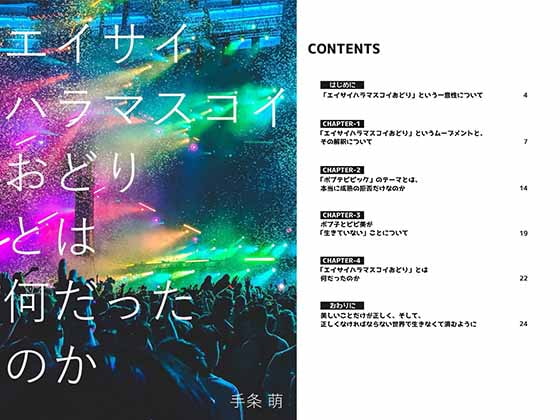 エイサイ
ハラマスコイ
おどり
とは
何だった
のか
手条 萌
CONTENTS
はじめに
「エイサイハラマスコイおどり」という一意性について 4
CHAPTER-1
「エイサイハラマスコイおどり」というムーブメントと、
その解釈について 7
CHAPTER-2
「ポプテピピック」のテーマとは、
本当に成熟の拒否だけなのか 14
CHAPTER-3
ポプ子とピピ美が
「生きていない」ことについて 19
CHAPTER-4
「エイサイハラマスコイおどり」とは
何だったのか 22
おわりに
美しいことだけが正しく、そして、
正しくなければならない世界で生きなくて済むように 24